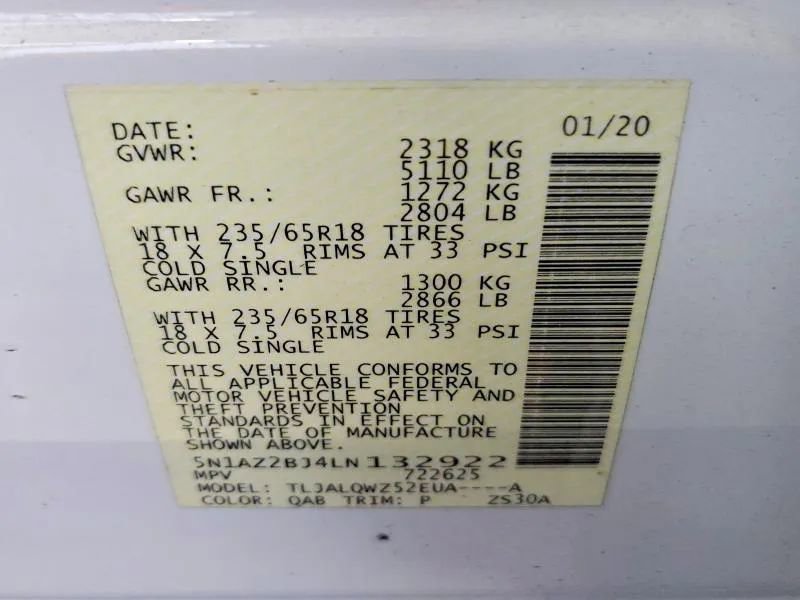 DATE: 01/20
GVWR: 2318 KG
5110 LB
GAWR FR.: 1272 KG
2804 LB
WITH 235/65R18 TIRES
18 X 7.5 RIMS AT 33 PSI
COLD SINGLE
GAWR RR.: 1300 KG
2866 LB
WITH 235/65R18 TIRES
18 X 7.5 RIMS AT 33 PSI
COLD SINGLE
THIS VEHICLE CONFORMS TO
ALL APPLICABLE FEDERAL
MOTOR VEHICLE SAFETY AND
THEFT PREVENTION
STANDARDS IN EFFECT ON
THE DATE OF MANUFACTURE
SHOWN ABOVE.
5N1AZ2BJ4LN132922
MPV 722625
MODEL: TLJALQWZ52EUA----A
COLOR: QAB TRIM: P ZS30A